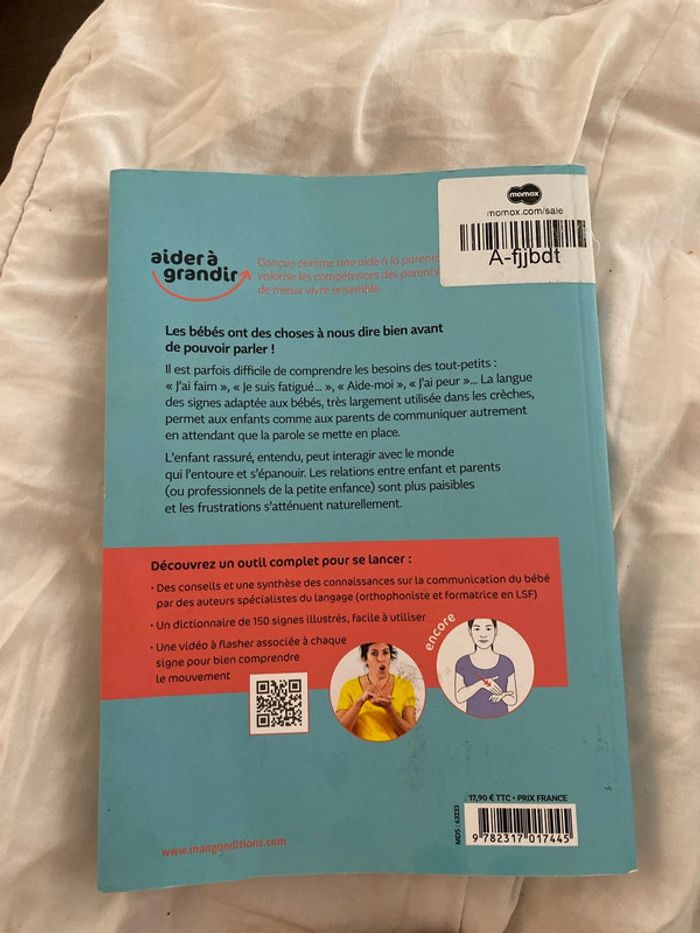 momox
momox.com/sale
A-fjjbdt
aider à
grandir
Conçue comme une aide à la parent
valorise les compétences des parents
de mieux vivre ensemble.
Les bébés ont des choses à nous dire bien avant
de pouvoir parler !
Il est parfois difficile de comprendre les besoins des tout-petits :
« J'ai faim », « Je suis fatigué... », « Aide-moi », « J'ai peur »... La langue
des signes adaptée aux bébés, très largement utilisée dans les crèches,
permet aux enfants comme aux parents de communiquer autrement
en attendant que la parole se mette en place.
L'enfant rassuré, entendu, peut interagir avec le monde
qui l'entoure et s'épanouir. Les relations entre enfant et parents
(ou professionnels de la petite enfance) sont plus paisibles
et les frustrations s'atténuent naturellement.
Découvrez un outil complet pour se lancer :
• Des conseils et une synthèse des connaissances sur la communication du bébé
par des auteurs spécialistes du langage (orthophoniste et formatrice en LSF)
• Un dictionnaire de 150 signes illustrés, facile à utiliser
• Une vidéo à flasher associée à chaque
signe pour bien comprendre
le mouvement
encore
17,90 € TTC • PRIX FRANCE
MDS : 63233
9 782317 017445
www.mangoeditions.com